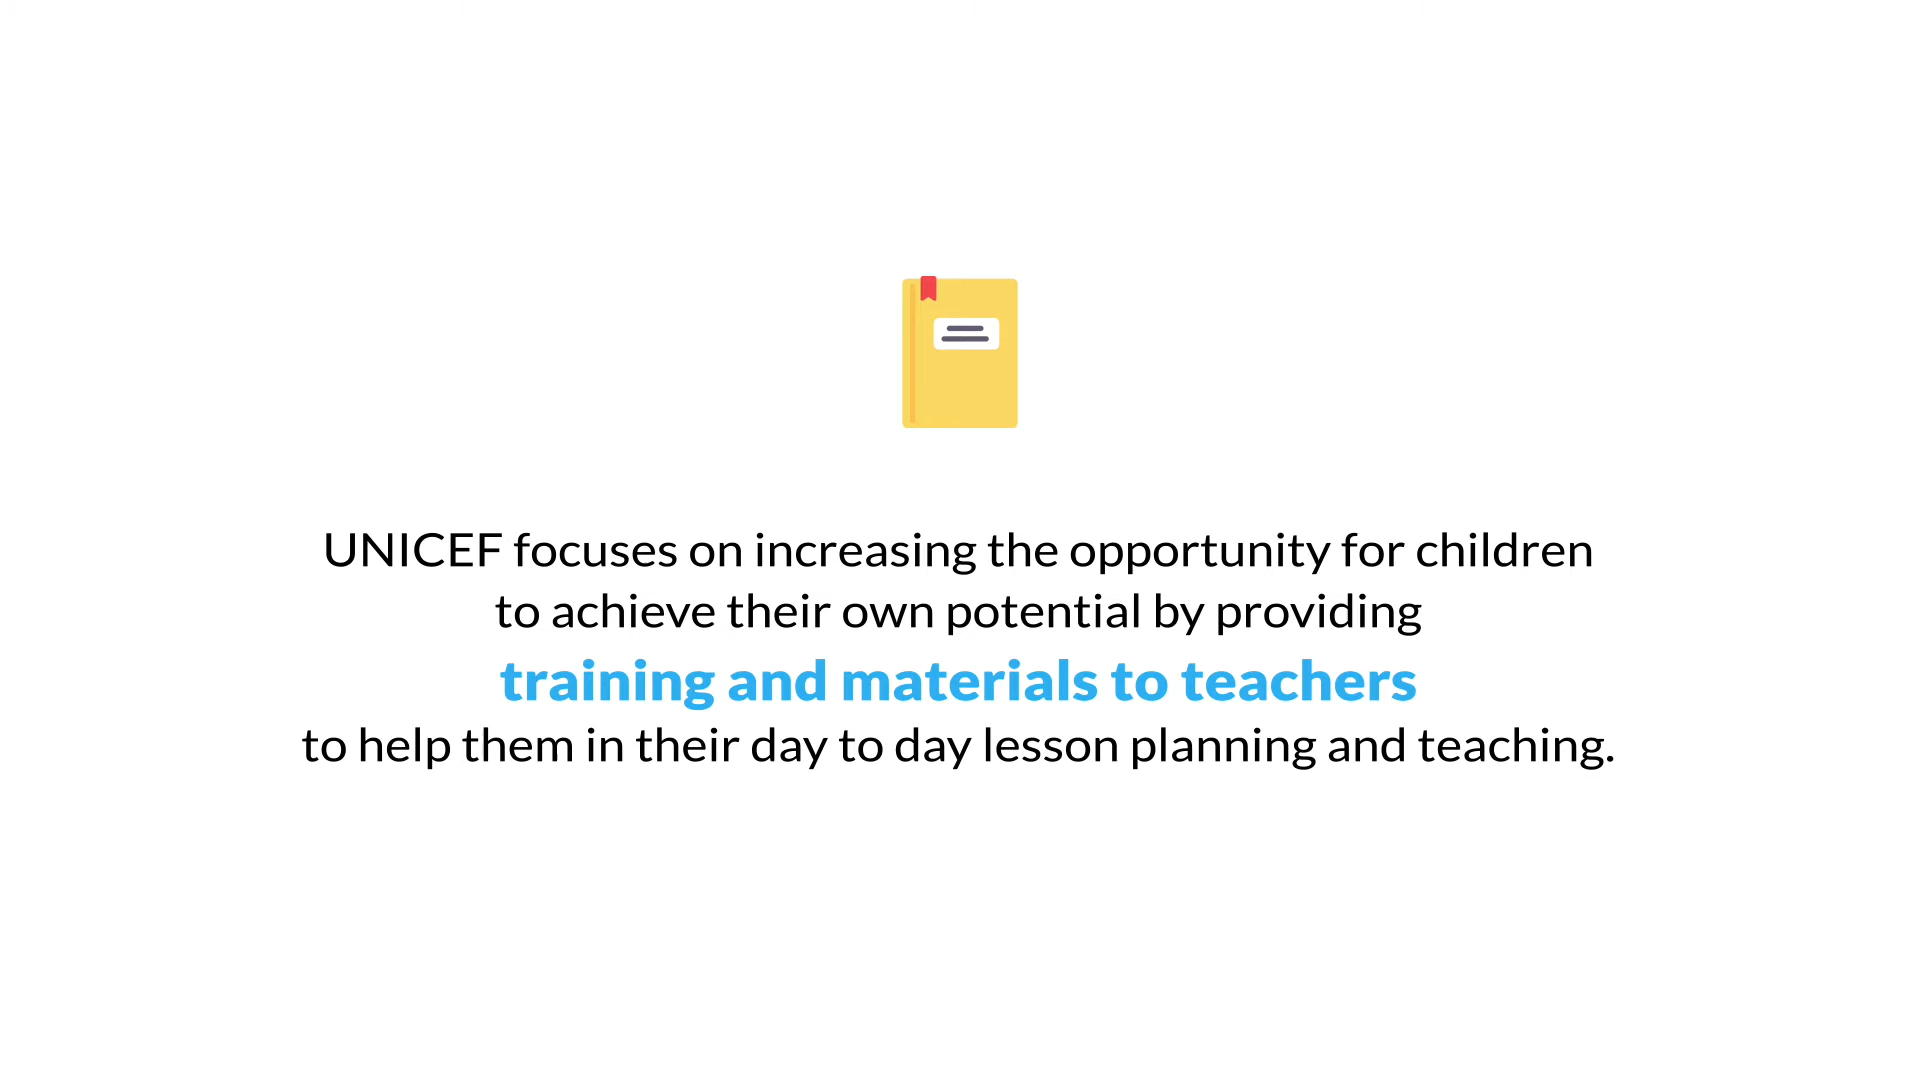 UNICEF focuses on increasing the opportunity for children
to achieve their own potential by providing
training and materials to teachers
to help them in their day to day lesson planning and teaching.